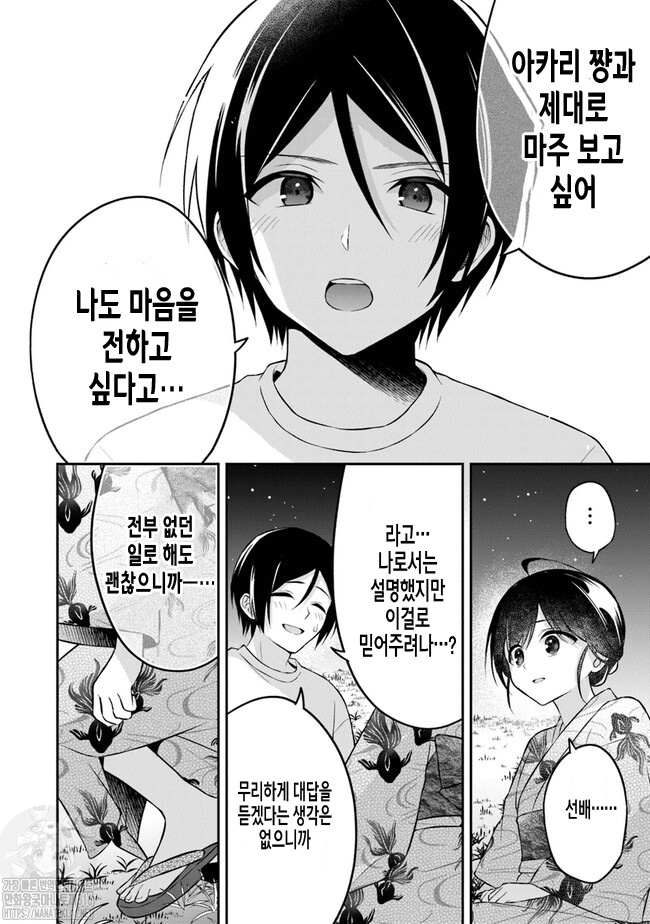 아카리 쨩과
제대로
마주 보고
싶어
나도 마음을
전하고
싶다고…
⋮
선배……
라고…
나로서는
설명했지만
이걸로
믿어주려나…?
무리하게 대답을
듣겠다는 생각은
없으니까
전부 없던
일로 해도
괜찮으니까—……